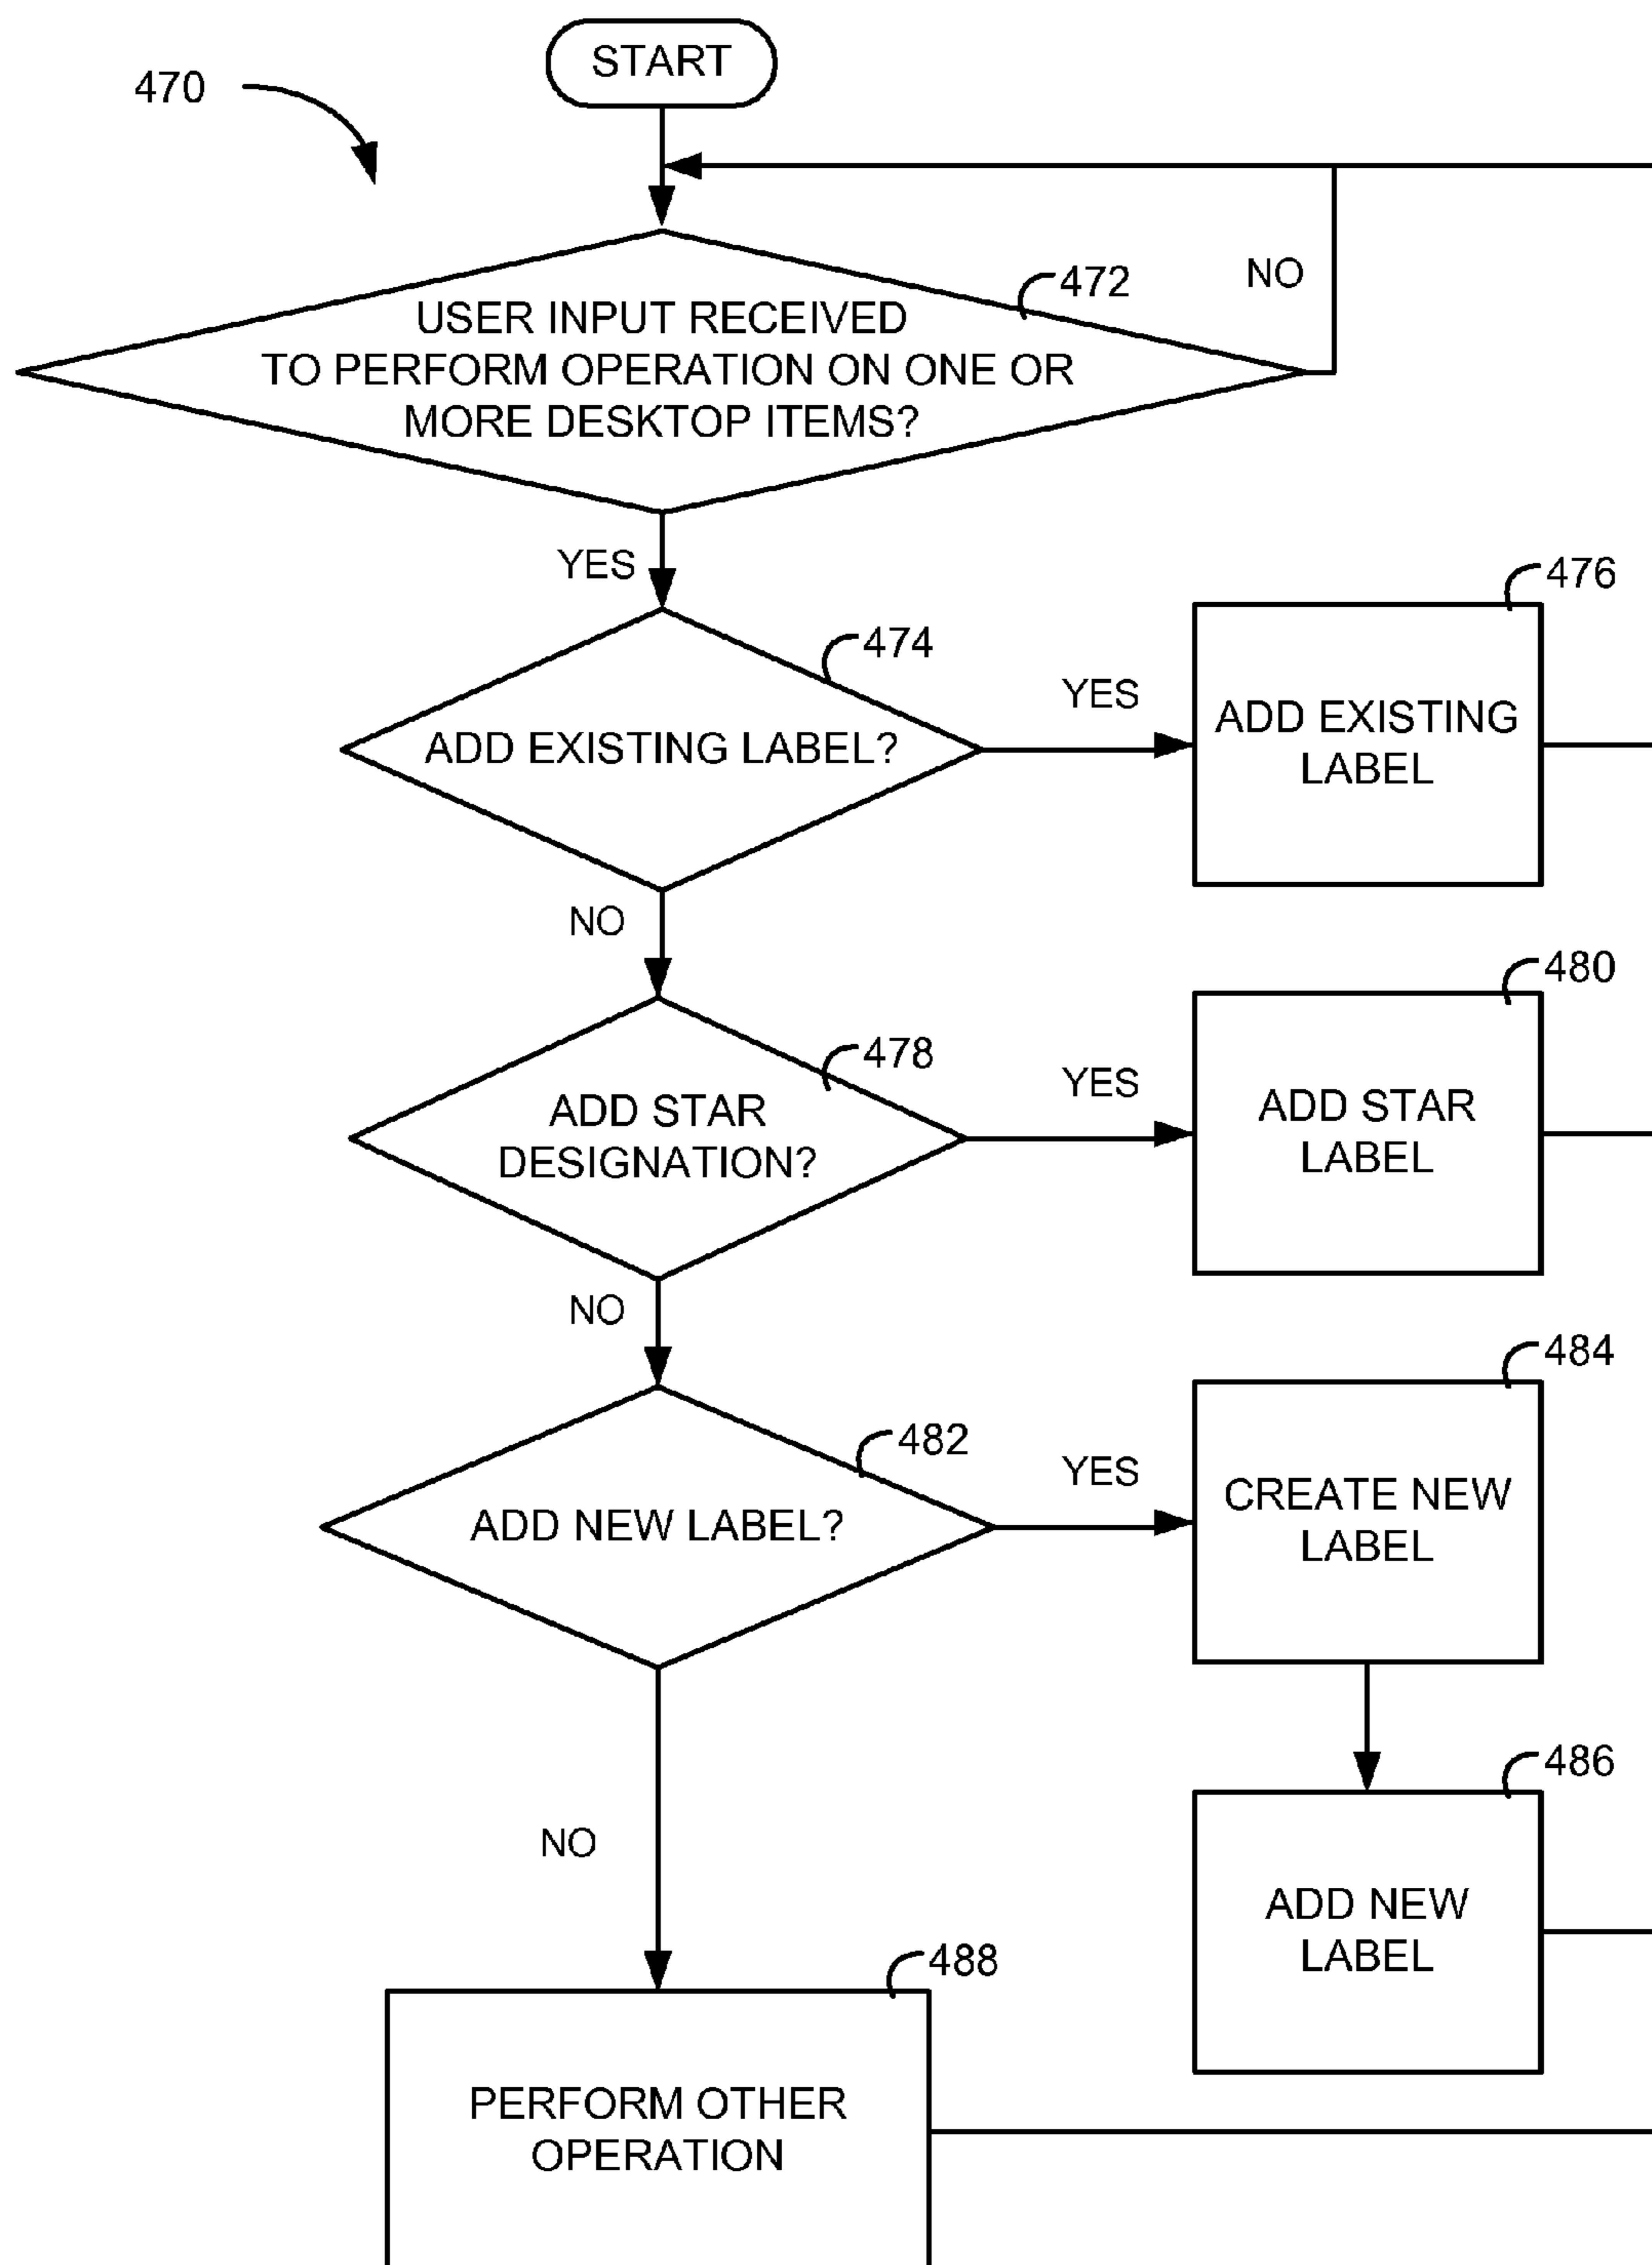 START
470
472
NO
USER INPUT RECEIVED
TO PERFORM OPERATION ON ONE OR
MORE DESKTOP ITEMS?
YES
476
474
YES
ADD EXISTING LABEL?
ADD EXISTING
LABEL
NO
480
478
YES
ADD STAR
DESIGNATION?
ADD STAR
LABEL
NO
484
482
YES
ADD NEW LABEL?
CREATE NEW
LABEL
486
NO
ADD NEW
LABEL
488
PERFORM OTHER
OPERATION